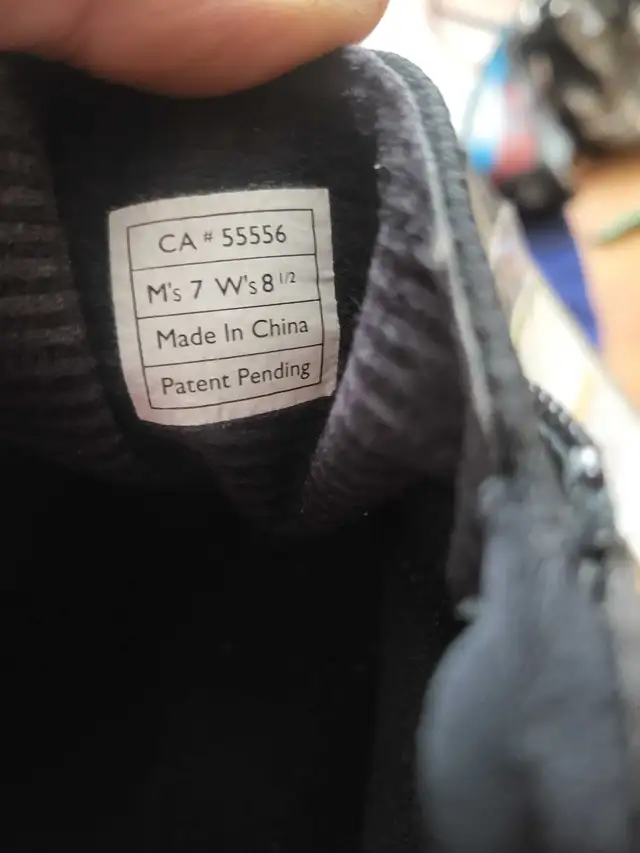 CA # 55556
M's 7 W's 8 1/2
Made In China
Patent Pending